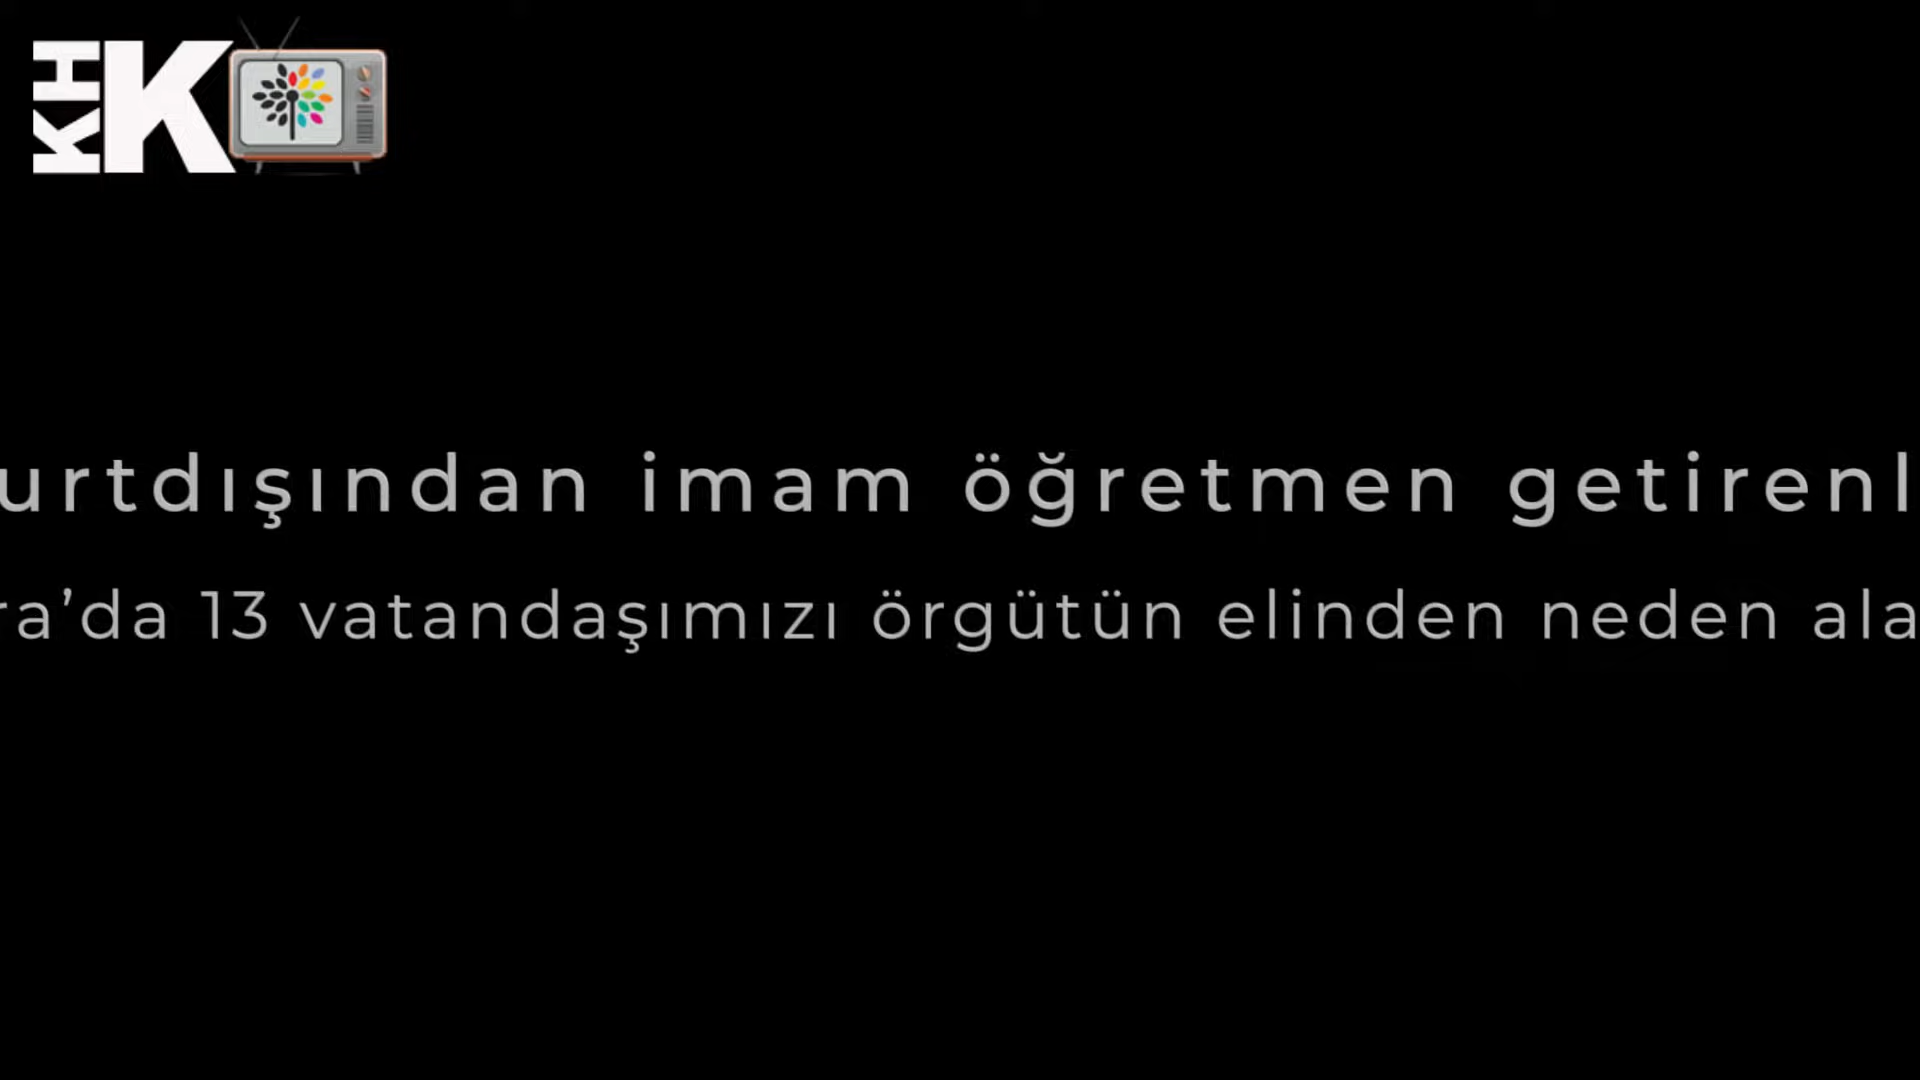 KHK
urtdışından imam öğretmen getirenl
ra’da 13 vatandaşımızı örgütün elinden neden ala